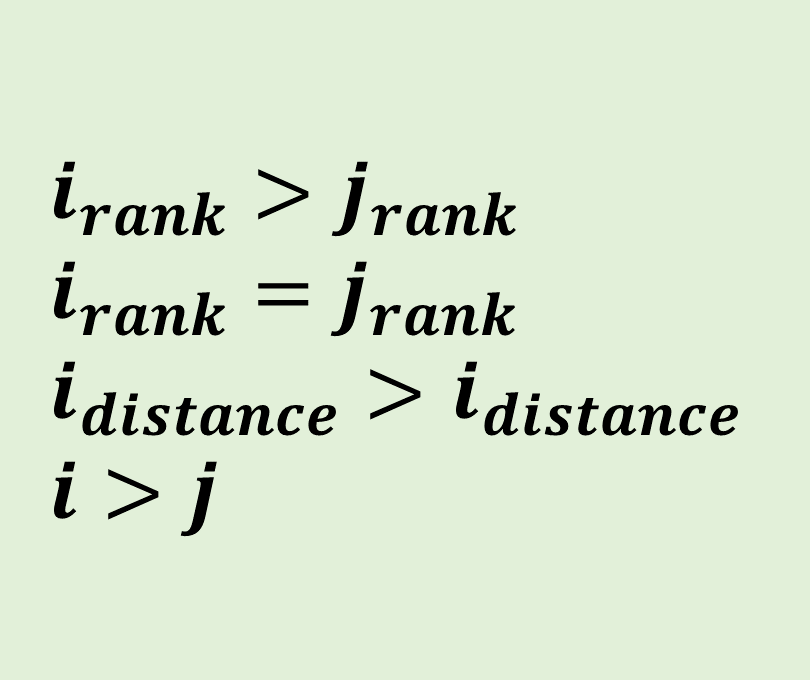 i_rank > j_rank
i_rank = j_rank
i_distance > i_distance
i > j